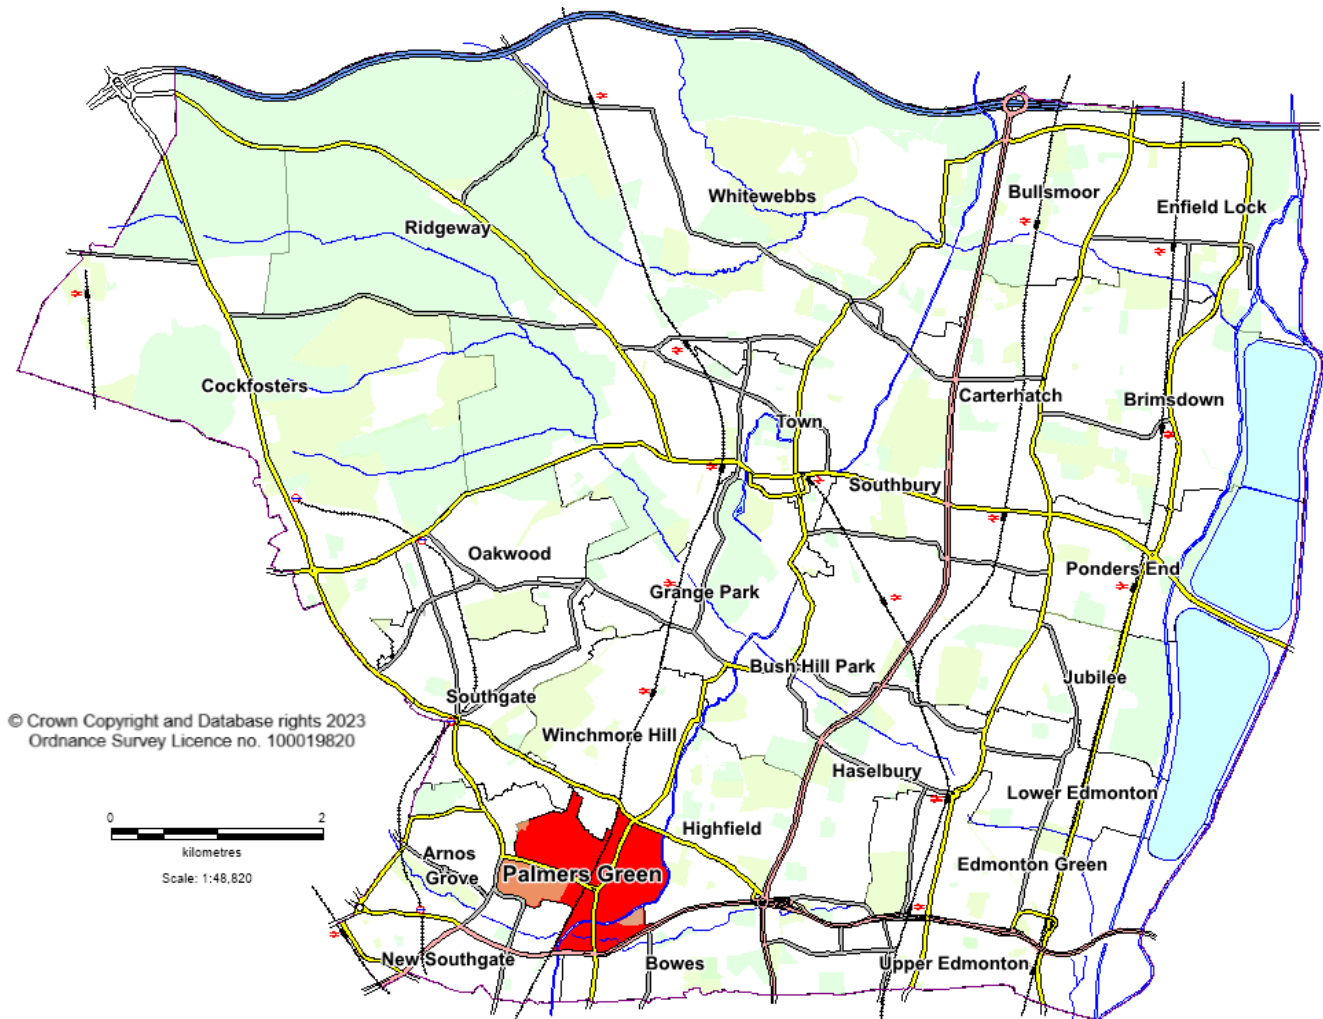 Whitewebbs
Bullsmoor
Enfield Lock
Ridgeway
Cockfosters
Carterhatch
Brimsdown
Town
Southbury
Oakwood
Grange Park
Ponders End
Bush Hill Park
Jubilee
Southgate
© Crown Copyright and Database rights 2023
Ordnance Survey Licence no. 100019820
Winchmore Hill
Haselbury
Lower Edmonton
0 2
kilometres
Scale: 1:48,820
Highfield
Arnos
Grove
Palmers Green
Edmonton Green
New Southgate
Bowes
Upper Edmonton